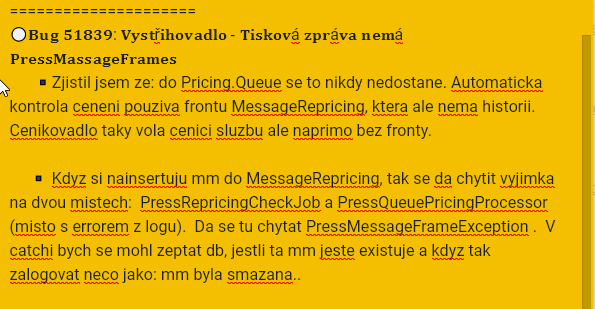 =====================
Bug 51839: Vystřihovadlo - Tisková zpráva nemá
PressMassageFrames
▪ Zjistil jsem ze: do Pricing.Queue se to nikdy nedostane. Automaticka
kontrola ceneni pouziva frontu MessageRepricing, ktera ale nema historii.
Cenikovadlo taky vola cenici sluzbu ale naprimo bez fronty.
▪ Kdyz si nainsertuju mm do MessageRepricing, tak se da chytit vyjimka
na dvou mistech:  PressRepricingCheckJob a PressQueuePricingProcessor
(misto s errorem z logu).  Da se tu chytat PressMessageFrameException .  V
catchi bych se mohl zeptat db, jestli ta mm jeste existuje a kdyz tak
zalogovat neco jako: mm byla smazana..